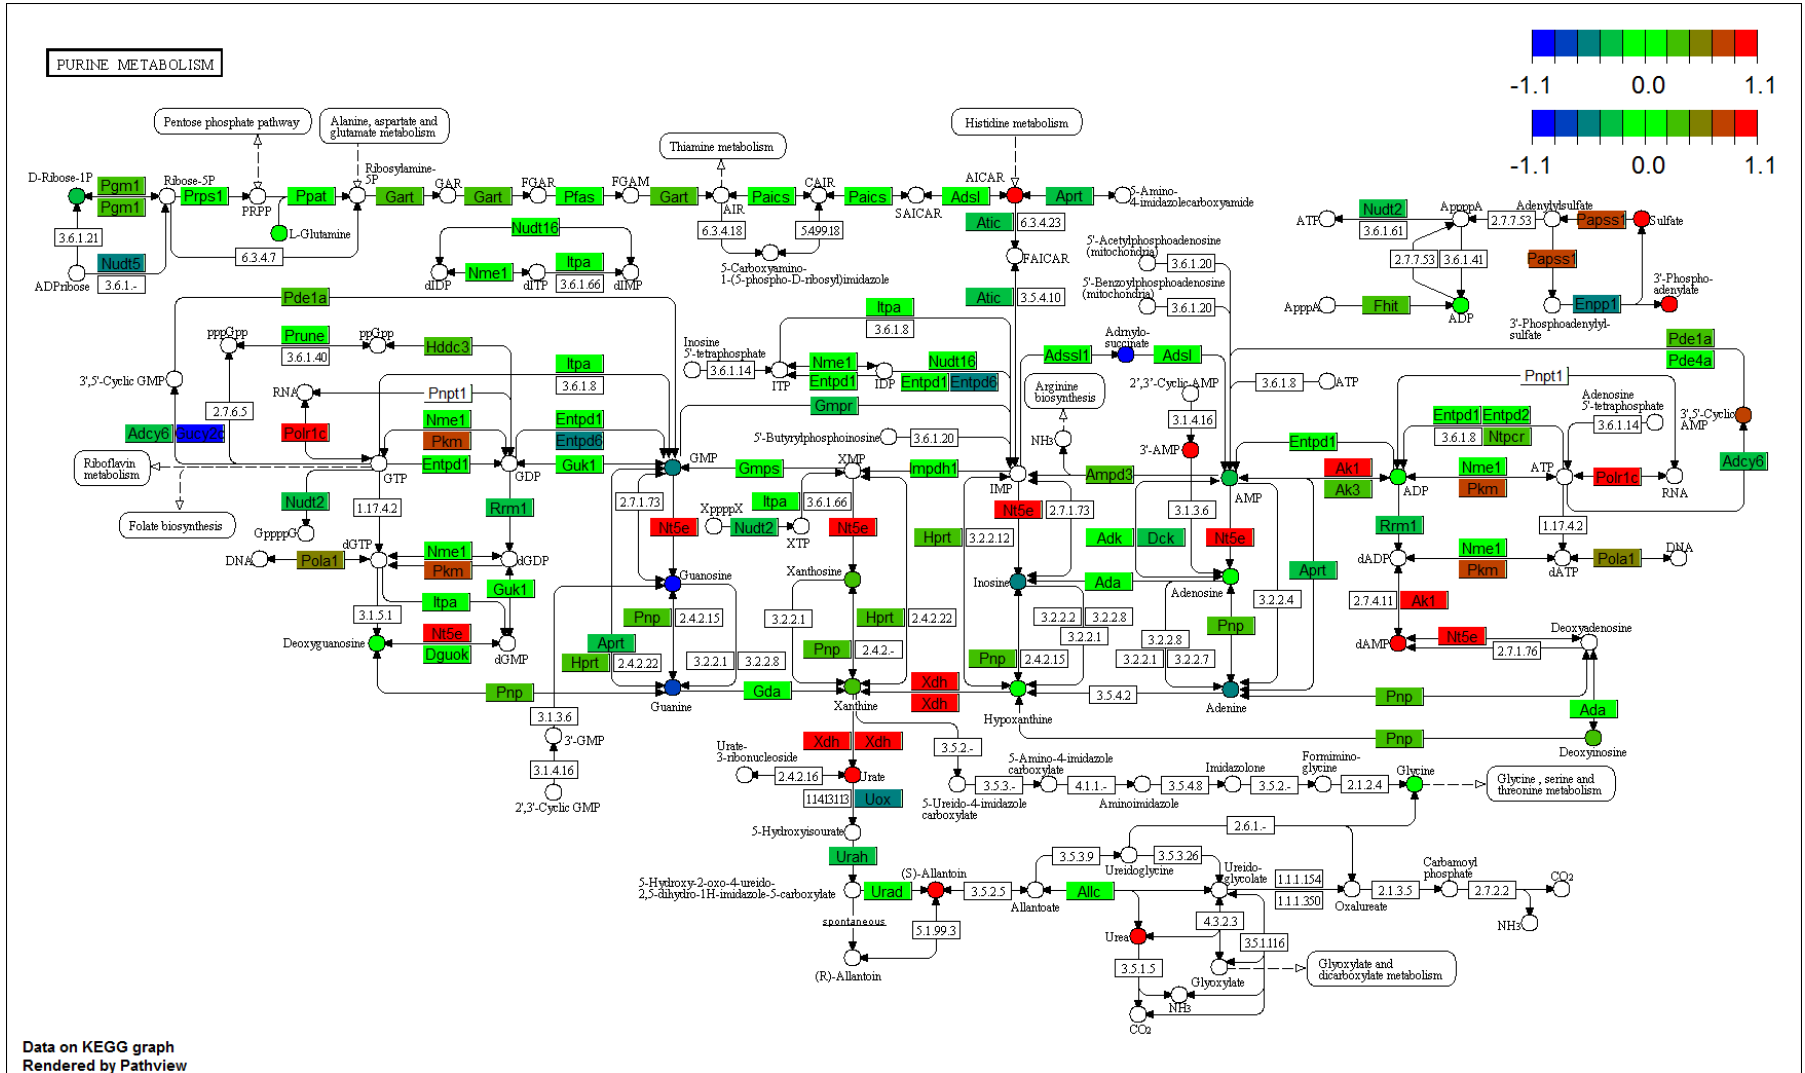 PURINE METABOLISM
-1.1 0.0 1.1
-1.1 0.0 1.1
Pentose phosphate pathway
Alanine, aspartate and
glutamate metabolism
Thiamine metabolism
Histidine metabolism
D-Ribose-1P
Pgm1
Pgm1
Ribose-5P
Prps1
PRPP
Ppat
L-Glutamine
Ribosylamine-
5P
Gart
GAR
Gart
FGAR
Pfas
FGAM
Gart
AIR
Paics
CAIR
Paics
SAICAR
Adsl
AICAR
Aprt
5-Amino-
4-imidazolecarboxyamide
3.6.1.21
Nudt5
3.6.1.-
ADPribose
6.3.4.7
Nudt16
dIDP
Nme1
dITP
Itpa
3.6.1.66
dIMP
6.3.4.18
5.4.99.18
5-Carboxyamino-
1-(5-phospho-D-ribosyl)imidazole
Atic
6.3.4.23
FAICAR
Atic
3.5.4.10
5'-Acetylphosphoadenosine
(mitochondria)
3.6.1.20
5'-Benzoylphosphoadenosine
(mitochondria)
3.6.1.20
ATP
Nudt2
3.6.1.61
AppppA
2.7.7.53
Adenylylsulfate
Papss1
Sulfate
2.7.7.53
3.6.1.41
Papss1
3'-Phospho-
adenylate
ApppA
Fhit
ADP
Enpp1
3'-Phosphoadenylyl-
sulfate
Pde1a
pppGpp
Prune
3.6.1.40
ppGpp
Hddc3
3',5'-Cyclic GMP
2.7.6.5
RNA
Pnpt1
Itpa
3.6.1.8
Adcy6
Gucy2c
Polr1c
Nme1
Pkm
Entpd1
Entpd1
Entpd6
Guk1
GTP
GDP
GMP
Riboflavin
metabolism
Folate biosynthesis
Nudt2
GppppG
1.17.4.2
Rrm1
DNA
Pola1
dGTP
Nme1
Pkm
dGDP
Itpa
Guk1
3.1.5.1
Deoxyguanosine
Nt5e
Dguok
dGMP
Pnp
Inosine
5'-tetraphosphate
3.6.1.14
Itpa
3.6.1.8
ITP
Nme1
Entpd1
IDP
Nudt16
Entpd1
Entpd6
Gmpr
5'-Butyrylphosphoinosine
3.6.1.20
Gmps
XMP
Impdh1
IMP
Adssl1
Adrnylo-
succinate
Adsl
Arginine
biosynthesis
NH3
2',3'-Cyclic AMP
3.1.4.16
3'-AMP
Ampd3
AMP
3.6.1.8
ATP
Pde1a
Pde4a
Pnpt1
Adenosine
5'-tetraphosphate
3.6.1.14
3',5'-Cyclic
AMP
Adcy6
Entpd1
Entpd1
Entpd2
3.6.1.8
Ntpcr
Ak1
Ak3
ADP
Nme1
Pkm
ATP
Polr1c
RNA
Rrm1
1.17.4.2
dADP
Nme1
Pkm
dATP
Pola1
DNA
2.7.4.11
Ak1
dAMP
Nt5e
2.7.1.76
Deoxyadenosine
2.7.1.73
Nt5e
Itpa
3.6.1.66
XppppX
Nudt2
XTP
Nt5e
Nt5e
2.7.1.73
Hprt
3.2.2.12
Adk
Dck
3.1.3.6
Nt5e
Aprt
Guanosine
Xanthosine
Inosine
Ada
Adenosine
Pnp
2.4.2.15
Aprt
Hprt
2.4.2.22
3.2.2.1
3.2.2.8
3.2.2.1
Hprt
2.4.2.22
Pnp
2.4.2.-
Pnp
2.4.2.15
3.2.2.2
3.2.2.8
3.2.2.1
3.2.2.8
3.2.2.1
3.2.2.7
Pnp
3.2.2.4
Guanine
Gda
Xanthine
Xdh
Xdh
Hypoxanthine
3.5.4.2
Adenine
Pnp
Ada
Pnp
Deoxyinosine
3.1.3.6
3'-GMP
3.1.4.16
2',3'-Cyclic GMP
Xdh
Xdh
Urate-
3-ribonucleoside
2.4.2.16
Urate
1.14.13.113
Uox
3.5.2.-
5-Ureido-4-imidazole
carboxylate
3.5.3.-
5-Amino-4-imidazole
carboxylate
4.1.1.-
Aminoimidazole
3.5.4.8
Imidazolone
3.5.2.-
Formimino-
glycine
2.1.2.4
Glycine
Glycine, serine and
threonine metabolism
5-Hydroxyisourate
Urah
5-Hydroxy-2-oxo-4-ureido-
2,5-dihydro-1H-imidazole-5-carboxylate
Urad
(S)-Allantoin
3.5.2.5
Allantoate
spontaneous
5.1.99.3
(R)-Allantoin
2.6.1.-
3.5.3.9
Ureidoglycine
3.5.3.26
Allc
Ureido-
glycolate
1.1.1.154
1.1.1.350
Oxalureate
2.1.3.5
Carbamoyl
phosphate
2.7.2.2
CO2
NH3
Urea
4.3.2.3
3.5.1.116
3.5.1.5
Glyoxylate
Glyoxylate and
dicarboxylate metabolism
NH3
CO2
Data on KEGG graph
Rendered by Pathview